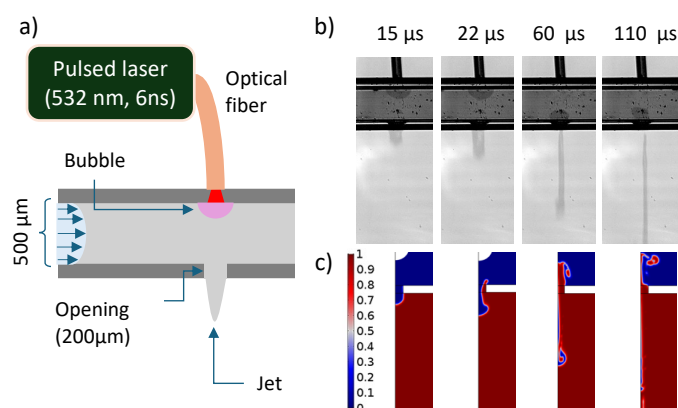 a)
Pulsed laser
(532 nm, 6ns)
Optical
fiber
Bubble
500 µm
Opening
(200µm)
Jet
b)
15 µs
22 µs
60 µs
110 µs
c)
1
0.9
0.8
0.7
0.6
0.5
0.4
0.3
0.2
0.1
0